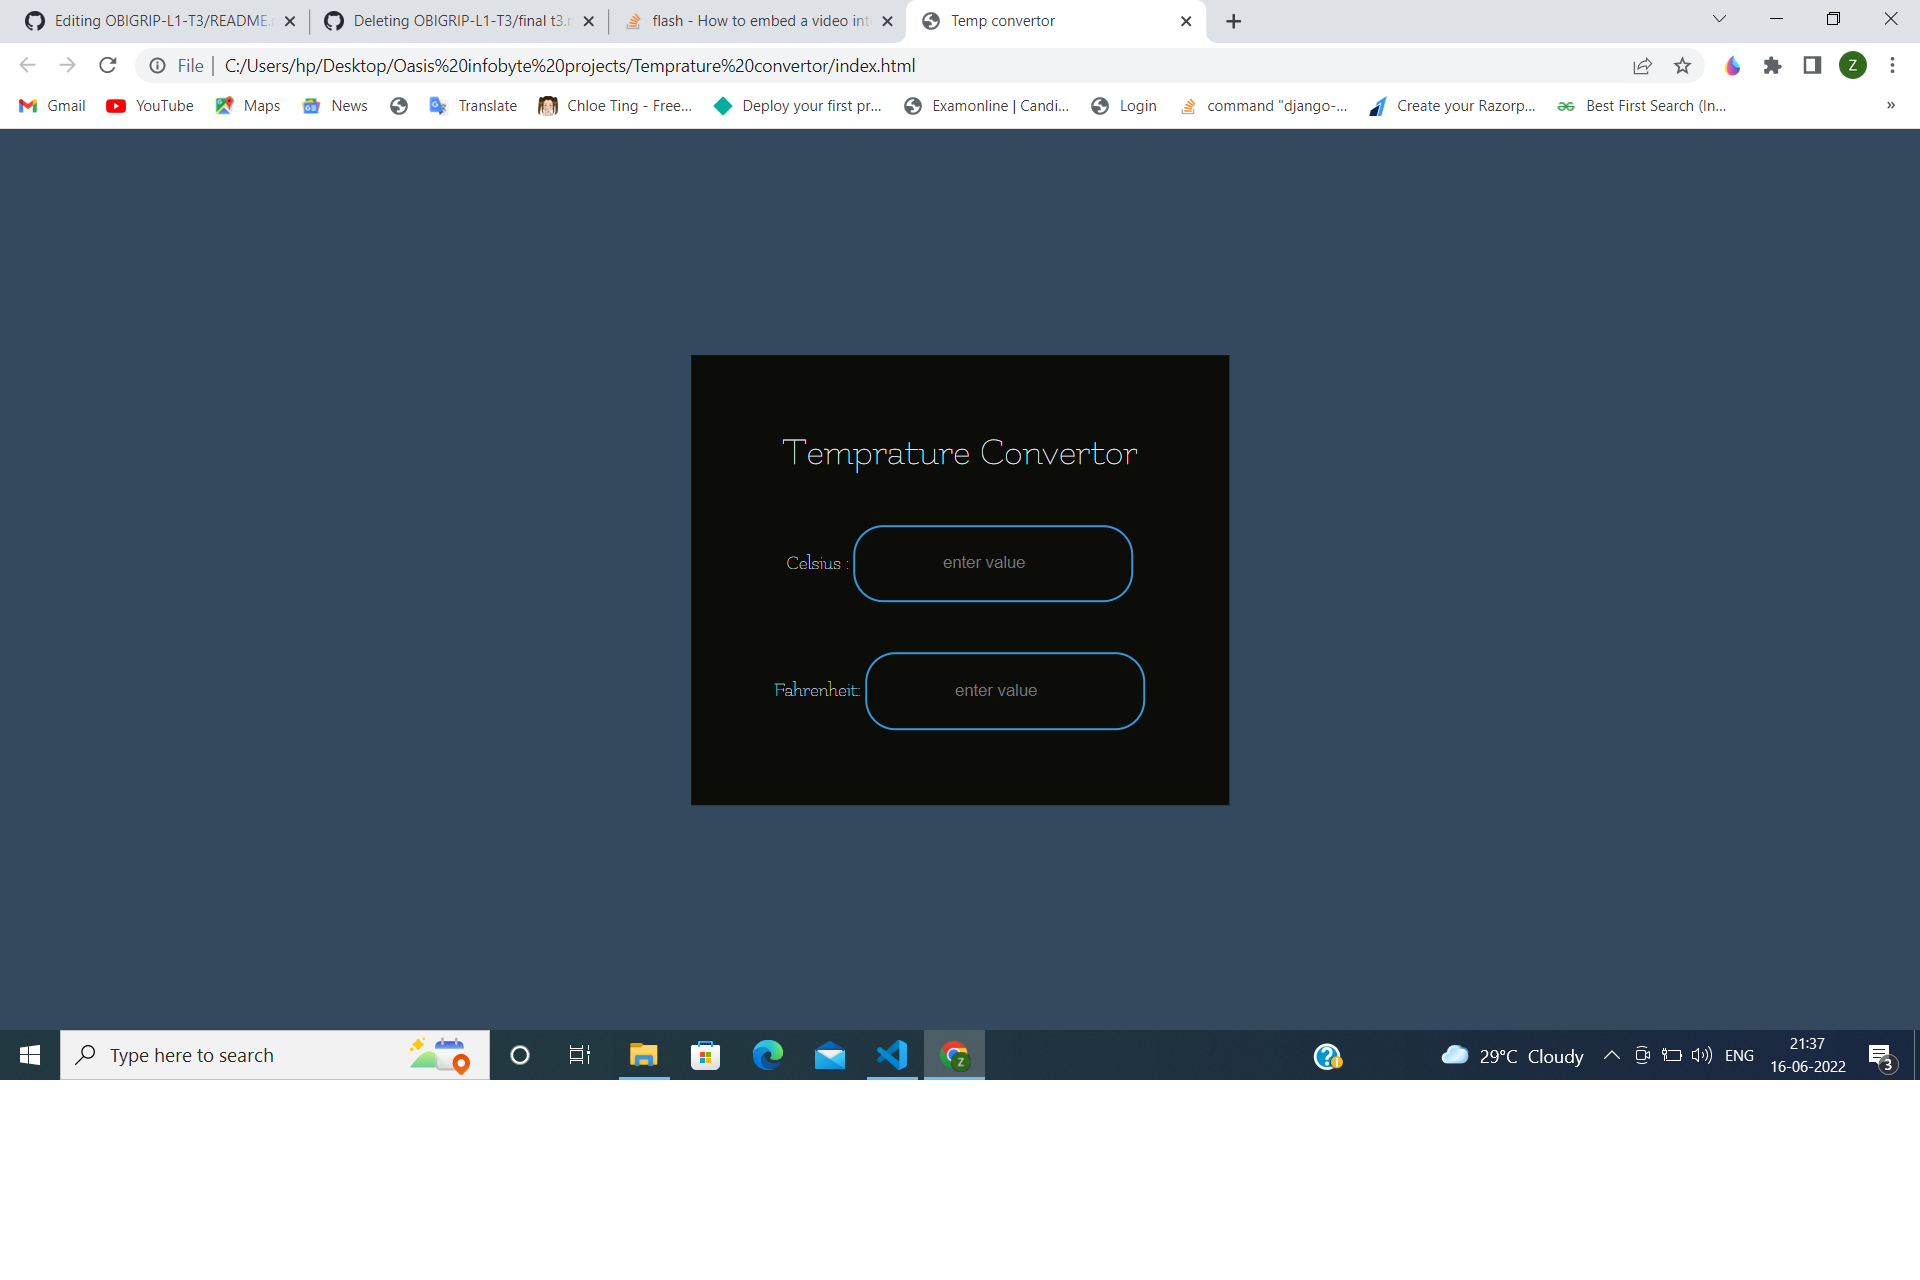 Editing OBIGRIP-L1-T3/README. Deleting OBIGRIP-L1-T3/final t3. flash - How to embed a video int Temp convertor
File C:/Users/hp/Desktop/Oasis%20infobyte%20projects/Temprature%20convertor/index.html Z
Gmail YouTube Maps News Translate Chloe Ting - Free... Deploy your first pr... Examonline | Candi... Login command "django-... Create your Razorp... Best First Search (In... »
Temprature Convertor
Celsius : enter value
Fahrenheit: enter value
Type here to search Z 29°C Cloudy ENG 21:37
16-06-2022 3